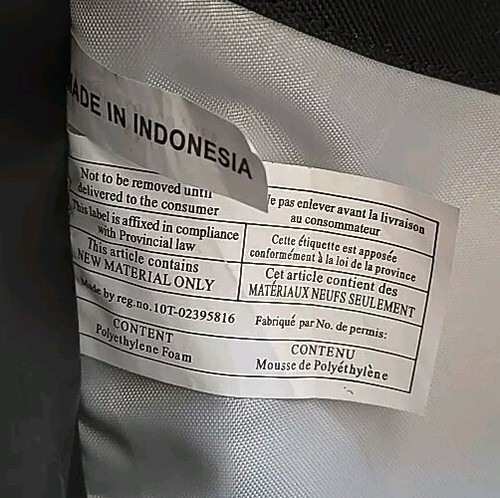 MADE IN INDONESIA
Not to be removed until
delivered to the consumer
This label is affixed in compliance
with Provincial law
This article contains
NEW MATERIAL ONLY
Made by reg.no.10T-02395816
CONTENT
Polyethylene Foam
Ne pas enlever avant la livraison
au consommateur
Cette étiquette est apposée
conformément à la loi de la province
Cet article contient des
MATÉRIAUX NEUFS SEULEMENT
Fabriqué par No. de permis:
CONTENU
Mousse de Polyéthylène